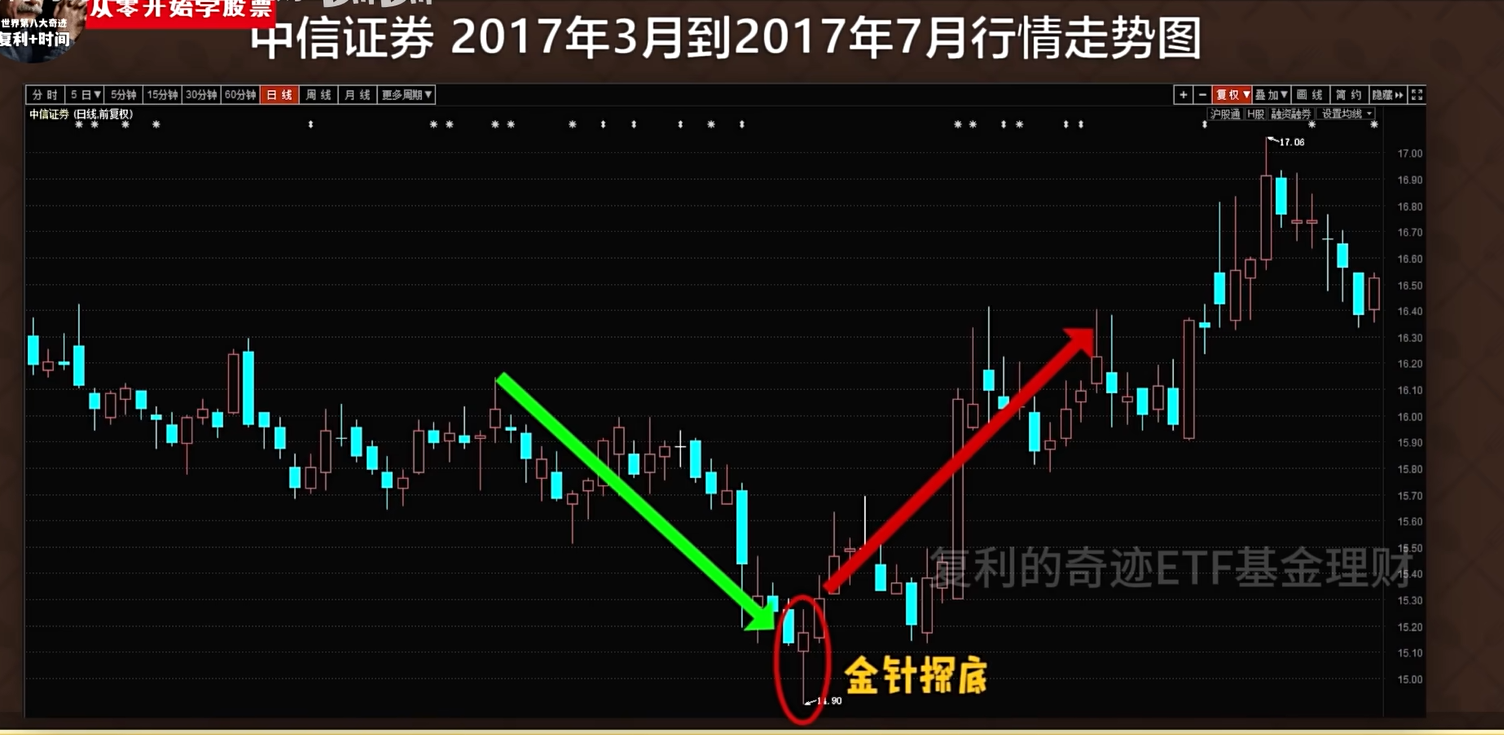 从零开始学股票
世界第八大奇迹
复利+时间
中信证券 2017年3月到2017年7月行情走势图
分时 5日▼ 5分钟 15分钟 30分钟 60分钟 日线 周线 月线 更多周期▼ + - 复权▼ 叠加▼ 画线 简约 隐藏
中信证券 (日线.前复权) 沪股通 H股 融资融券 设置均线
17.06
17.00
16.90
16.80
16.70
16.60
16.50
16.40
16.30
16.20
16.10
16.00
15.90
15.80
15.70
15.60
15.50
复利的奇迹ETF基金理财
15.40
15.30
15.20
15.10
金针探底
15.00